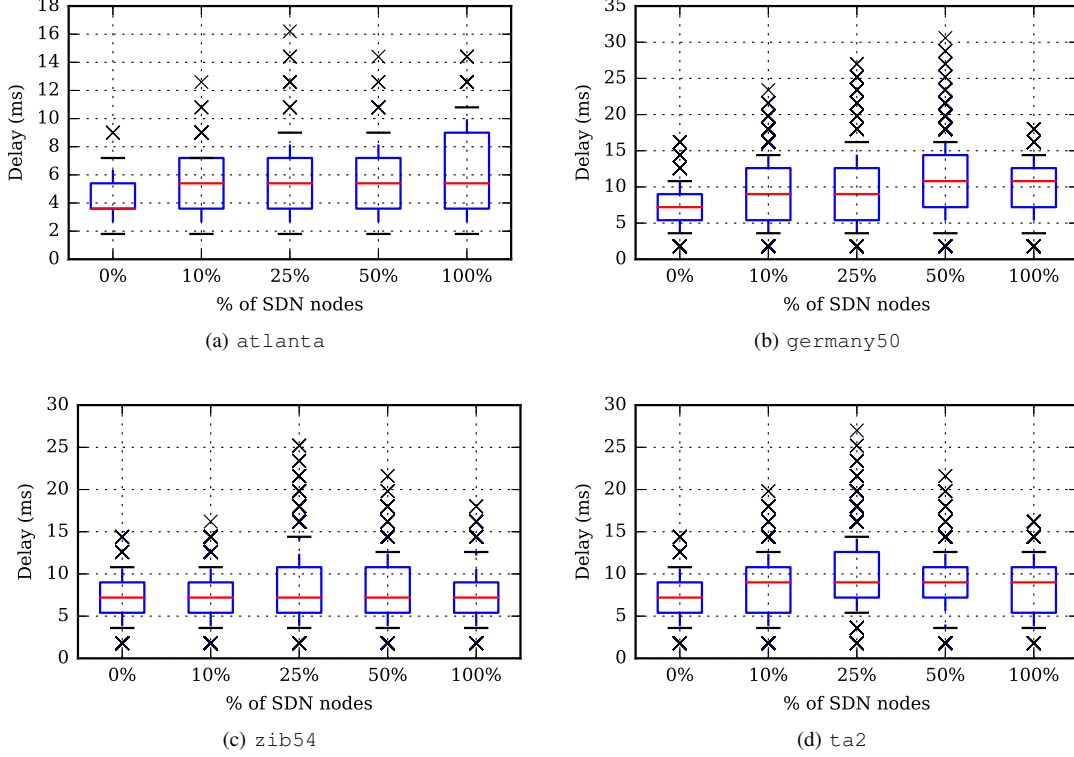 18
16
14
12
10
8
6
4
2
0
Delay (ms)
0% 10% 25% 50% 100%
% of SDN nodes
(a) atlanta
35
30
25
20
15
10
5
0
Delay (ms)
0% 10% 25% 50% 100%
% of SDN nodes
(b) germany50
30
25
20
15
10
5
0
Delay (ms)
0% 10% 25% 50% 100%
% of SDN nodes
(c) zib54
30
25
20
15
10
5
0
Delay (ms)
0% 10% 25% 50% 100%
% of SDN nodes
(d) ta2